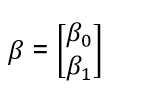 β = [β₀
β₁]